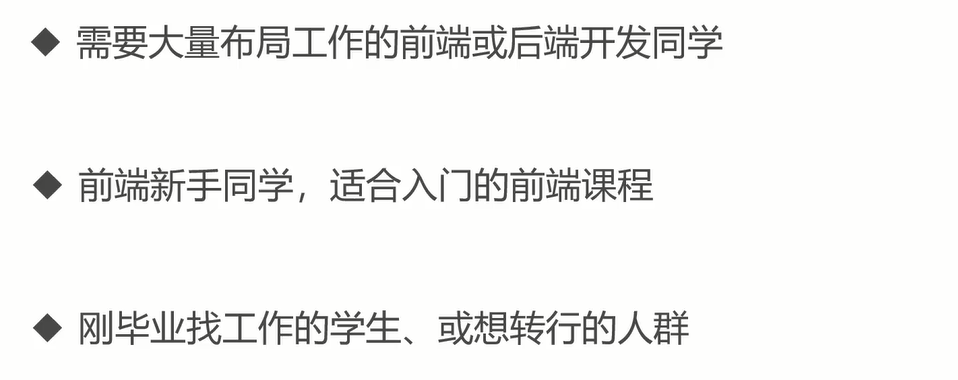 ◆ 需要大量布局工作的前端或后端开发同学
◆ 前端新手同学，适合入门的前端课程
◆ 刚毕业找工作的学生、或想转行的人群